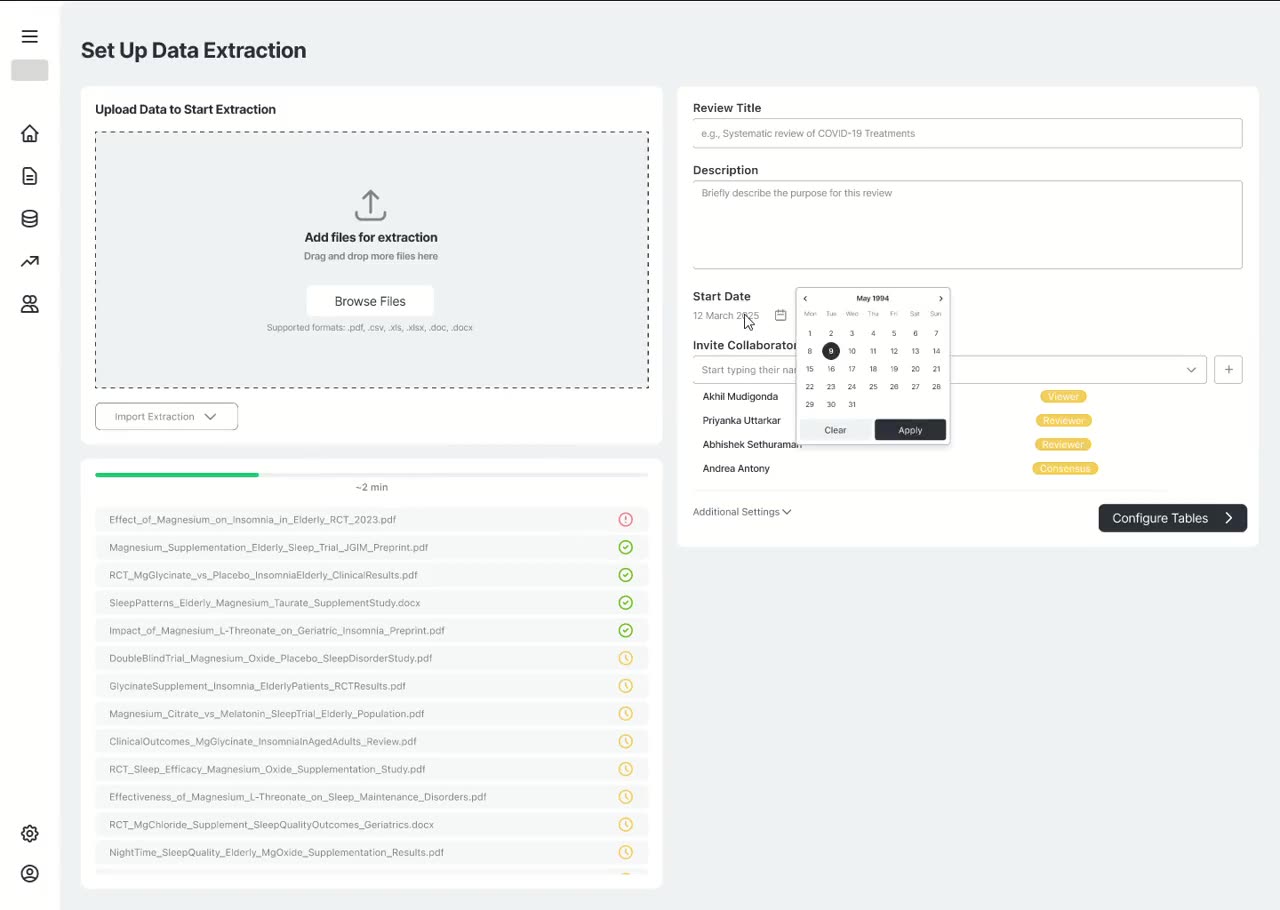 Set Up Data Extraction
Upload Data to Start Extraction
Add files for extraction
Drag and drop more files here
Browse Files
Supported formats: .pdf, .csv, .xls, .xlsx, .doc, .docx
Import Extraction
~2 min
Effect_of_Magnesium_on_Insomnia_in_Elderly_RCT_2023.pdf
Magnesium_Supplementation_Elderly_Sleep_Trial_JGIM_Preprint.pdf
RCT_MgGlycinate_vs_Placebo_InsomniaElderly_ClinicalResults.pdf
SleepPatterns_Elderly_Magnesium_Taurate_SupplementStudy.docx
Impact_of_Magnesium_L-Threonate_on_Geriatric_Insomnia_Preprint.pdf
DoubleBlindTrial_Magnesium_Oxide_Placebo_SleepDisorderStudy.pdf
GlycinateSupplement_Insomnia_ElderlyPatients_RCTResults.pdf
Magnesium_Citrate_vs_Melatonin_SleepTrial_Elderly_Population.pdf
ClinicalOutcomes_MgGlycinate_InsomniaInAgedAdults_Review.pdf
RCT_Sleep_Efficacy_Magnesium_Oxide_Supplementation_Study.pdf
Effectiveness_of_Magnesium_L-Threonate_on_Sleep_Maintenance_Disorders.pdf
RCT_MgChloride_Supplement_SleepQualityOutcomes_Geriatrics.docx
NightTime_SleepQuality_Elderly_MgOxide_Supplementation_Results.pdf
Review Title
e.g., Systematic review of COVID-19 Treatments
Description
Briefly describe the purpose for this review
Start Date
12 March 2025
May 1994
Mon Tue Wed Thu Fri Sat Sun
1 2 3 4 5 6 7
8 9 10 11 12 13 14
15 16 17 18 19 20 21
22 23 24 25 26 27 28
29 30 31
Clear Apply
Invite Collaborator
Start typing their na
Akhil Mudigonda Viewer
Priyanka Uttarkar Reviewer
Abhishek Sethuraman Reviewer
Andrea Antony Consensus
Additional Settings
Configure Tables